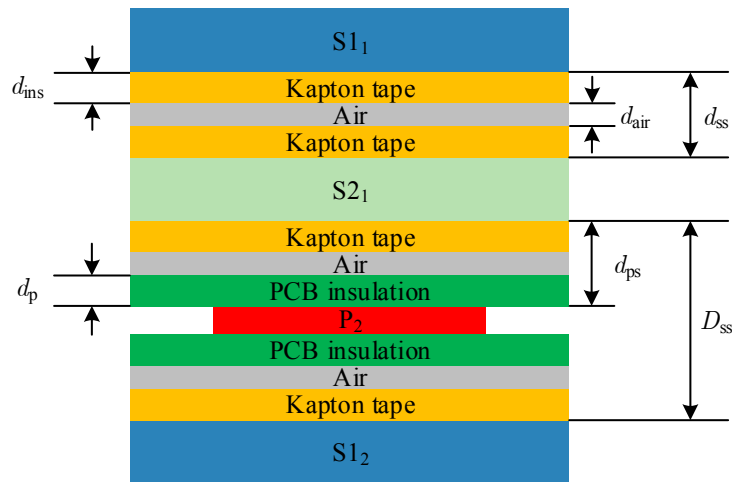 S1₁
d_ins
Kapton tape
Air
d_air
d_ss
Kapton tape
S2₁
Kapton tape
Air
d_ps
d_p
PCB insulation
P₂
D_ss
PCB insulation
Air
Kapton tape
S1₂